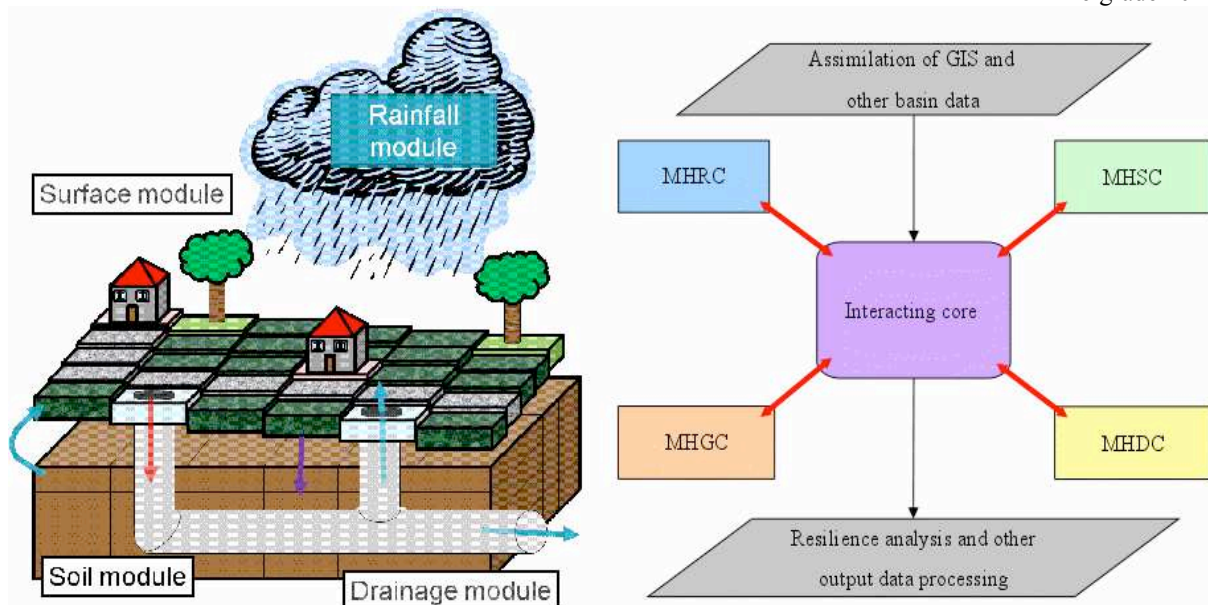 Rainfall
module
Surface module
Soil module
Drainage module
Assimilation of GIS and
other basin data
MHRC
MHSC
Interacting core
MHGC
MHDC
Resilience analysis and other
output data processing